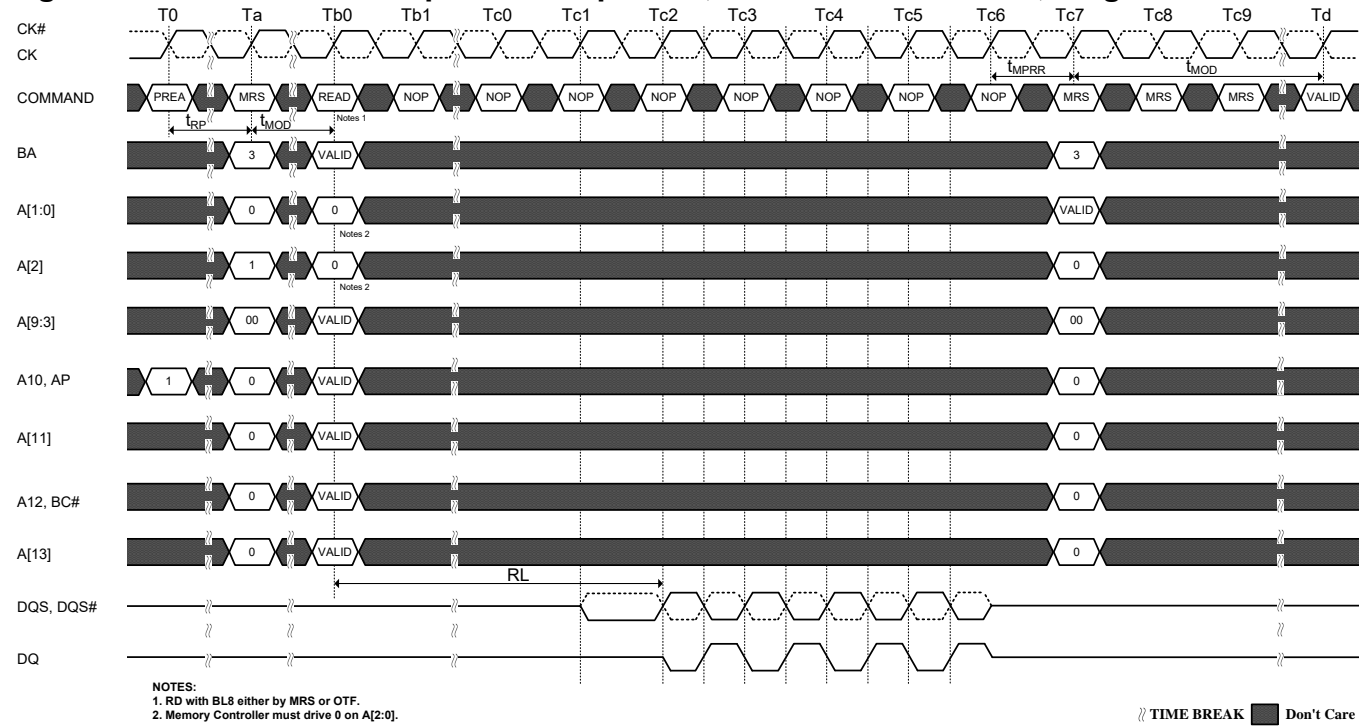 T0 Ta Tb0 Tb1 Tc0 Tc1 Tc2 Tc3 Tc4 Tc5 Tc6 Tc7 Tc8 Tc9 Td
CK#
CK
tMPRR tMOD
COMMAND PREA MRS READ NOP NOP NOP NOP NOP NOP NOP NOP MRS MRS MRS VALID
Notes 1
tRP tMOD
BA 3 VALID 3
A[1:0] 0 0 VALID
Notes 2
A[2] 1 0 0
Notes 2
A[9:3] 00 VALID 00
A10, AP 1 0 VALID 0
A[11] 0 VALID 0
A12, BC# 0 VALID 0
A[13] 0 VALID 0
RL
DQS, DQS#
DQ
NOTES:
1. RD with BL8 either by MRS or OTF.
2. Memory Controller must drive 0 on A[2:0].
TIME BREAK Don't Care